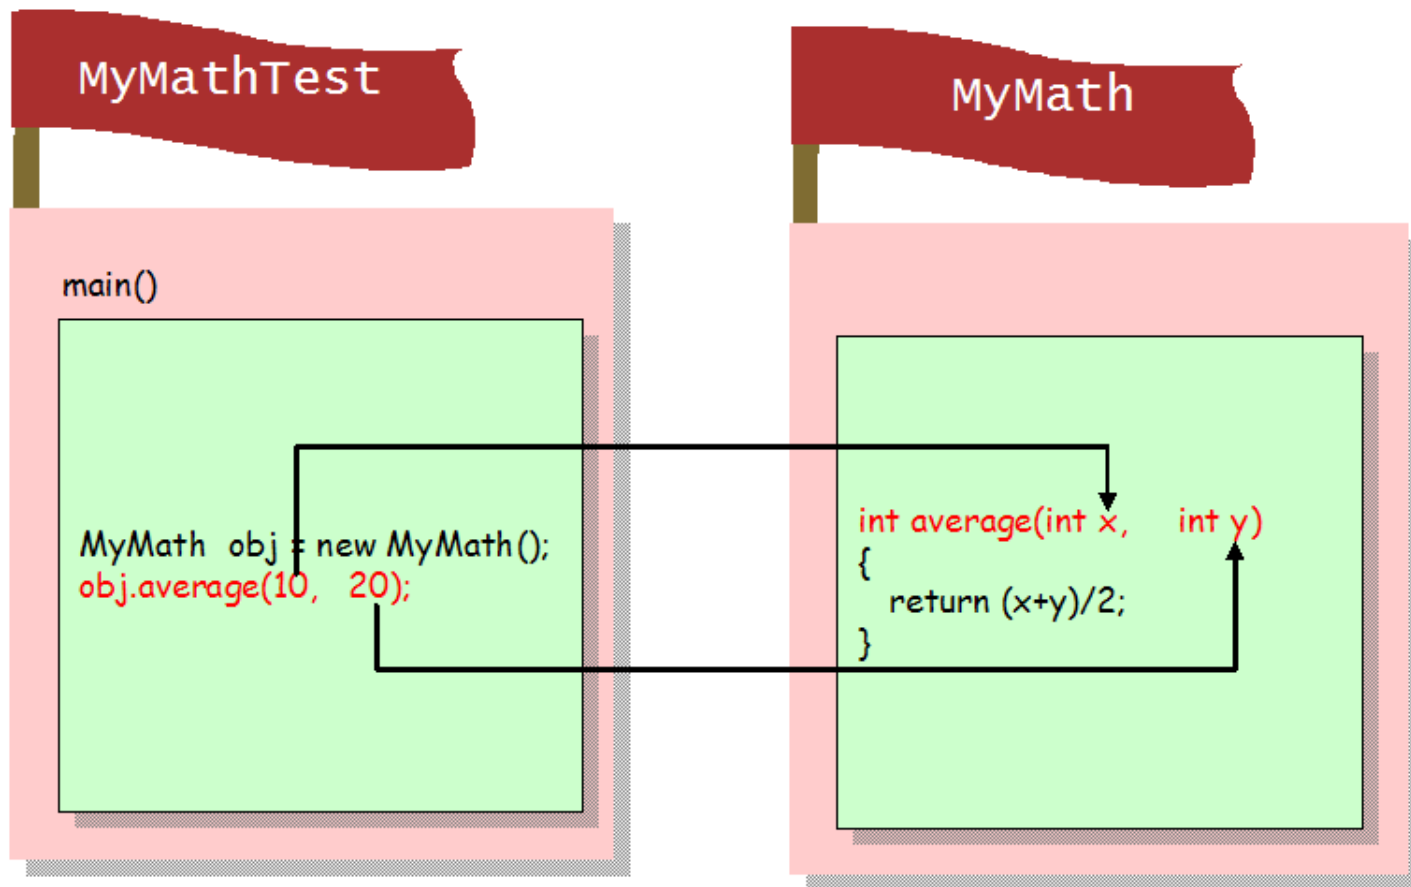 MyMathTest
main()
MyMath obj = new MyMath();
obj.average(10, 20);
MyMath
int average(int x, int y)
{
return (x+y)/2;
}